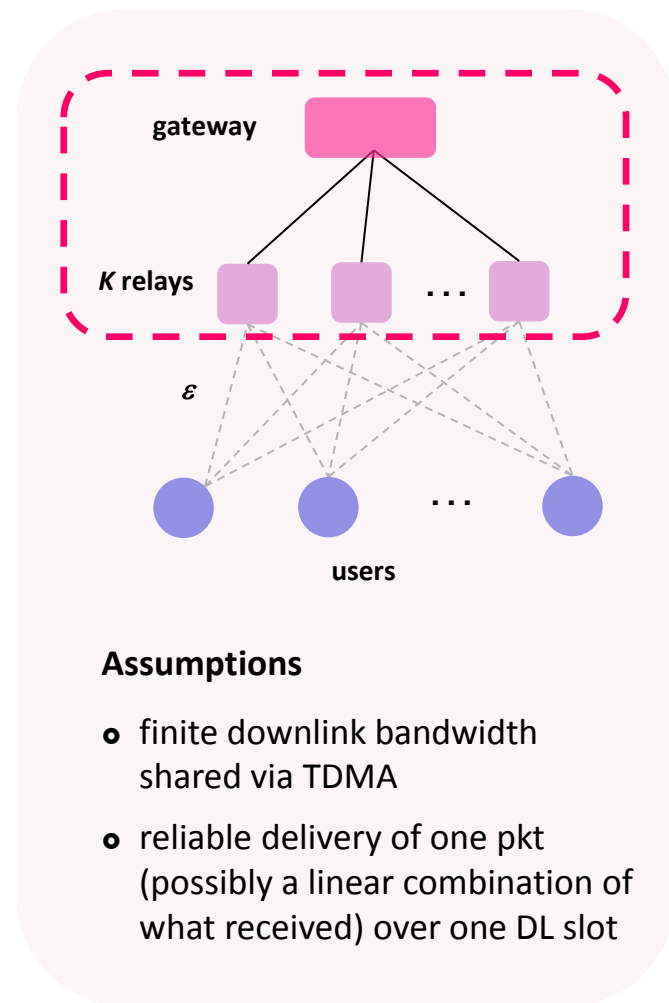 gateway
K relays
. . .
ε
. . .
users
Assumptions
finite downlink bandwidth
shared via TDMA
reliable delivery of one pkt
(possibly a linear combination of
what received) over one DL slot